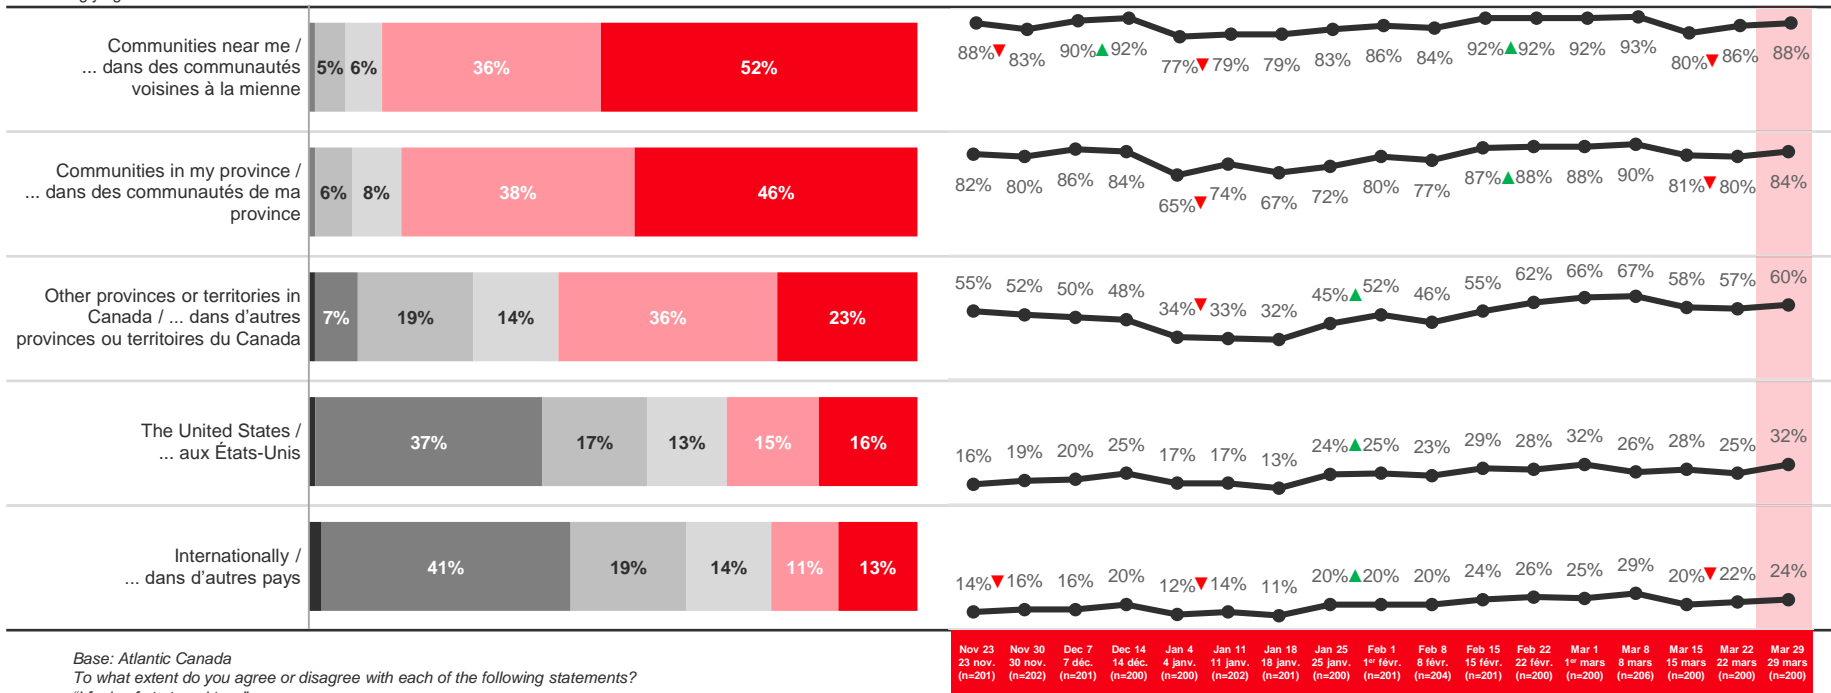 Communities near me /
... dans des communautés
voisines à la mienne
5% 6% 36% 52%
88% 83% 90% 92% 77% 79% 79% 83% 86% 84% 92% 92% 92% 93% 80% 86% 88%
Communities in my province /
... dans des communautés de ma
province
6% 8% 38% 46%
82% 80% 86% 84% 65% 74% 67% 72% 80% 77% 87% 88% 88% 90% 81% 80% 84%
Other provinces or territories in
Canada / ... dans d'autres
provinces ou territoires du Canada
7% 19% 14% 36% 23%
55% 52% 50% 48% 34% 33% 32% 45% 52% 46% 55% 62% 66% 67% 58% 57% 60%
The United States /
... aux États-Unis
37% 17% 13% 15% 16%
16% 19% 20% 25% 17% 17% 13% 24% 25% 23% 29% 28% 32% 26% 28% 25% 32%
Internationally /
... dans d'autres pays
41% 19% 14% 11% 13%
14% 16% 16% 20% 12% 14% 11% 20% 20% 20% 24% 26% 25% 29% 20% 22% 24%
Nov 23 Nov 30 Dec 7 Dec 14 Jan 4 Jan 11 Jan 18 Jan 25 Feb 1 Feb 8 Feb 15 Feb 22 Mar 1 Mar 8 Mar 15 Mar 22 Mar 29
23 nov. 30 nov. 7 déc. 14 déc. 4 janv. 11 janv. 18 janv. 25 janv. 1er févr. 8 févr. 15 févr. 22 févr. 1er mars 8 mars 15 mars 22 mars 29 mars
(n=201) (n=202) (n=201) (n=200) (n=200) (n=202) (n=201) (n=200) (n=201) (n=204) (n=201) (n=200) (n=200) (n=206) (n=200) (n=200) (n=200)
Base: Atlantic Canada
To what extent do you agree or disagree with each of the following statements?